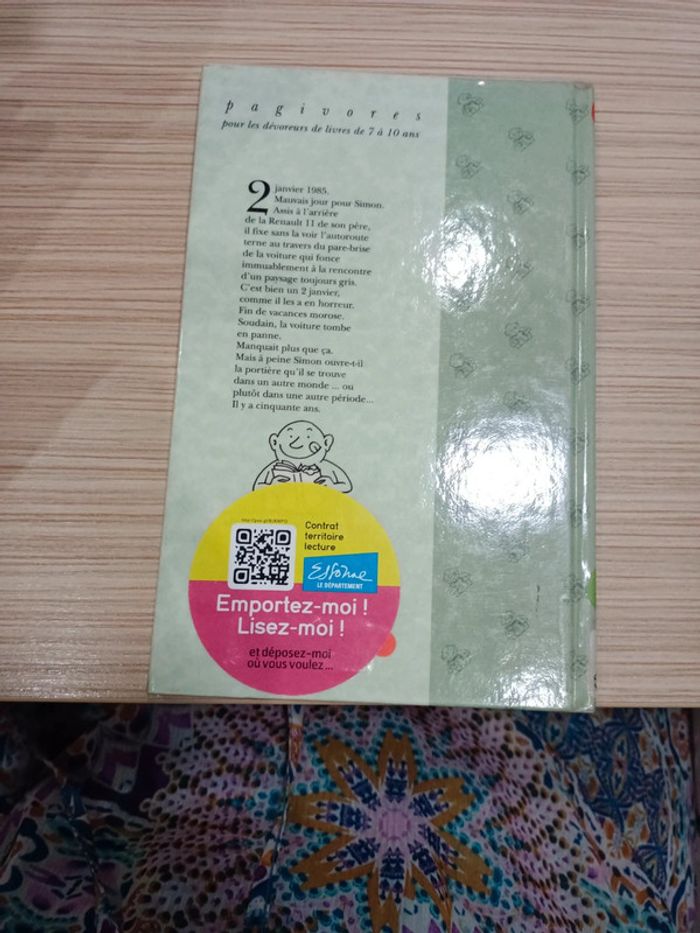 pagivores
pour les dévoreurs de livres de 7 à 10 ans
2 janvier 1985.
Mauvais jour pour Simon.
Assis à l'arrière
de la Renault 11 de son père,
il fixe sans la voir l'autoroute
terne au travers du pare-brise
de la voiture qui fonce
immuablement à la rencontre
d'un paysage toujours gris.
C'est bien un 2 janvier,
comme il les a en horreur.
Fin de vacances morose.
Soudain, la voiture tombe
en panne.
Manquait plus que ça.
Mais à peine Simon ouvre-t-il
la portière qu'il se trouve
dans un autre monde ... ou
plutôt dans une autre période...
Il y a cinquante ans.
Contrat
territoire
lecture
Essonne
LE DÉPARTEMENT
Emportez-moi !
Lisez-moi !
et déposez-moi
où vous voulez...